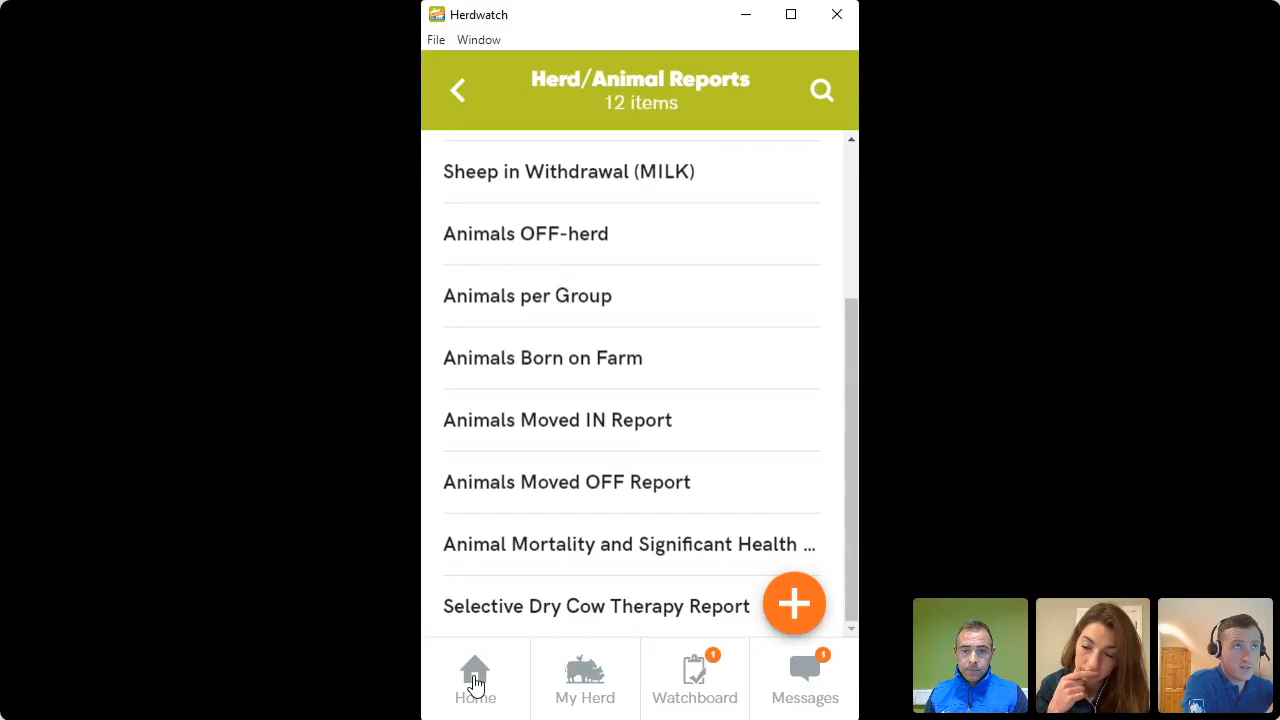 Herdwatch
File Window
Herd/Animal Reports
12 items
Sheep in Withdrawal (MILK)
Animals OFF-herd
Animals per Group
Animals Born on Farm
Animals Moved IN Report
Animals Moved OFF Report
Animal Mortality and Significant Health ...
Selective Dry Cow Therapy Report
1 1
Home My Herd Watchboard Messages